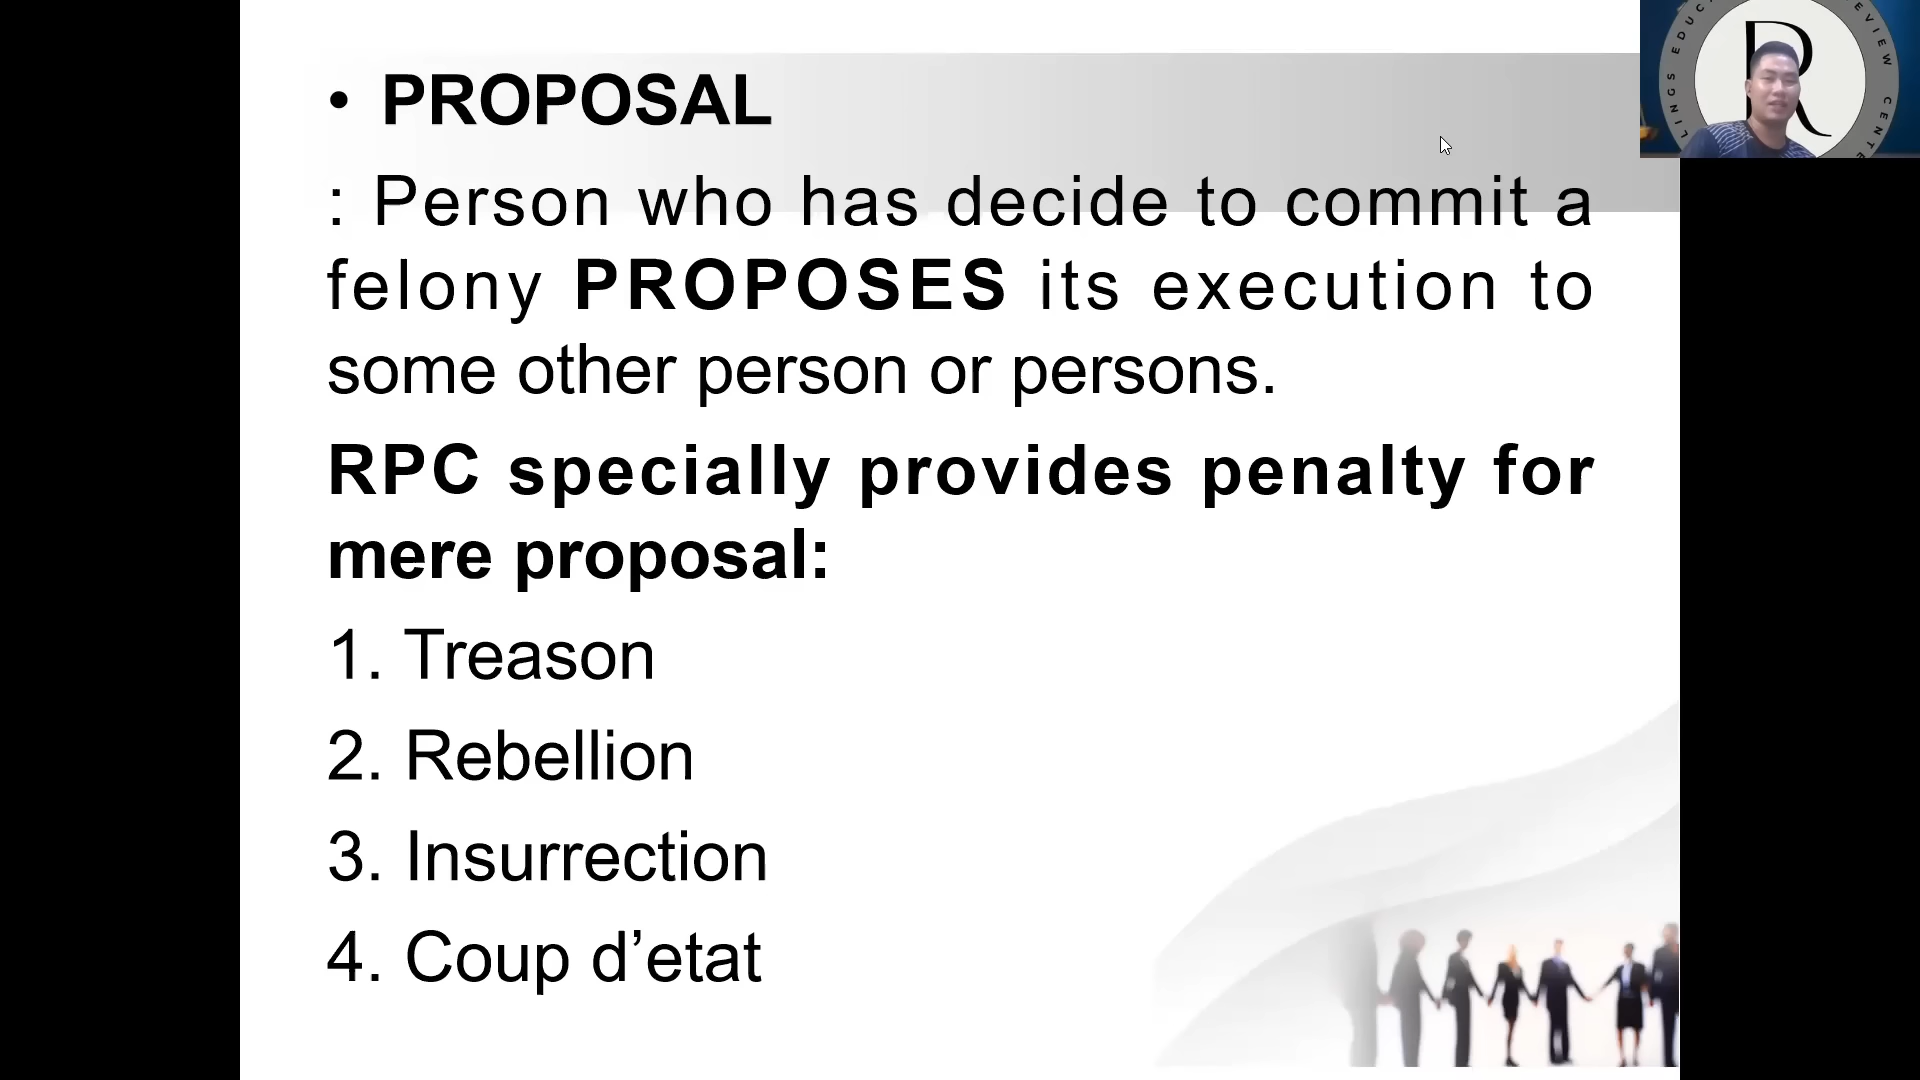 • PROPOSAL
: Person who has decide to commit a
felony PROPOSES its execution to
some other person or persons.
RPC specially provides penalty for
mere proposal:
1. Treason
2. Rebellion
3. Insurrection
4. Coup d’etat
R